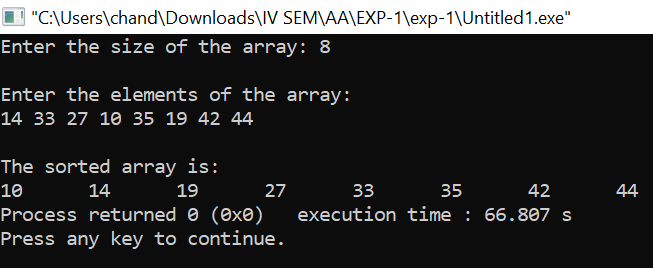 "C:\Users\chand\Downloads\IV SEM\AA\EXP-1\exp-1\Untitled1.exe"
Enter the size of the array: 8
Enter the elements of the array:
14 33 27 10 35 19 42 44
The sorted array is:
10 14 19 27 33 35 42 44
Process returned 0 (0x0) execution time : 66.807 s
Press any key to continue.